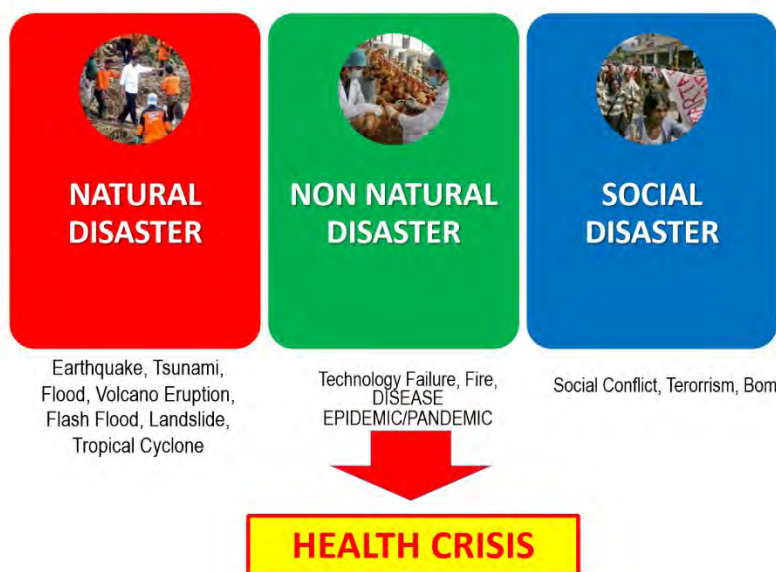 NATURAL
DISASTER
NON NATURAL
DISASTER
SOCIAL
DISASTER
Earthquake, Tsunami,
Flood, Volcano Eruption,
Flash Flood, Landslide,
Tropical Cyclone
Technology Failure, Fire,
DISEASE
EPIDEMIC/PANDEMIC
Social Conflict, Terorrism, Bom
HEALTH CRISIS